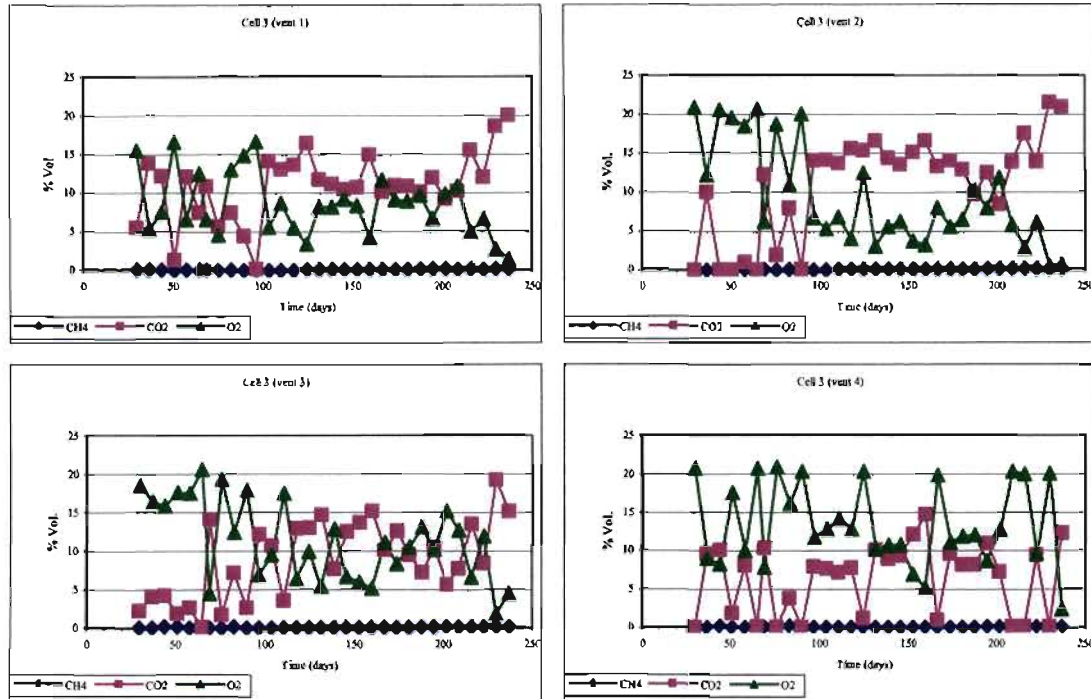 Cell 3 (vent 1)
25
20
15
10
5
0
% Vol.
0 50 100 150 200 250
Time (days)
CH4 CO2 O2
Cell 3 (vent 2)
25
20
15
10
5
0
% Vol.
0 50 100 150 200 250
Time (days)
CH4 CO2 O2
Cell 3 (vent 3)
25
20
15
10
5
0
% Vol.
0 50 100 150 200 250
Time (days)
CH4 CO2 O2
Cell 3 (vent 4)
25
20
15
10
5
0
% Vol.
0 50 100 150 200 250
Time (days)
CH4 CO2 O2